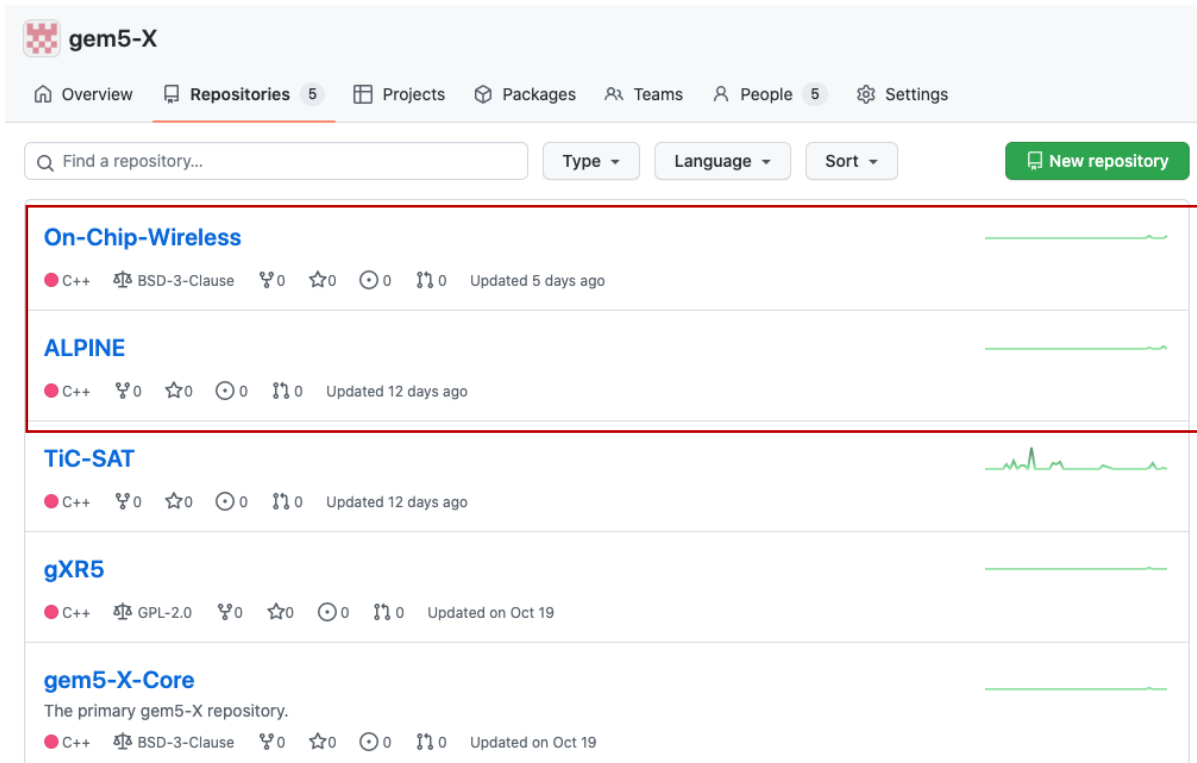 gem5-X
Overview Repositories 5 Projects Packages Teams People 5 Settings
Find a repository... Type Language Sort New repository
On-Chip-Wireless
C++ BSD-3-Clause 0 0 0 0 Updated 5 days ago
ALPINE
C++ 0 0 0 0 Updated 12 days ago
TiC-SAT
C++ 0 0 0 0 Updated 12 days ago
gXR5
C++ GPL-2.0 0 0 0 0 Updated on Oct 19
gem5-X-Core
The primary gem5-X repository.
C++ BSD-3-Clause 0 0 0 0 Updated on Oct 19